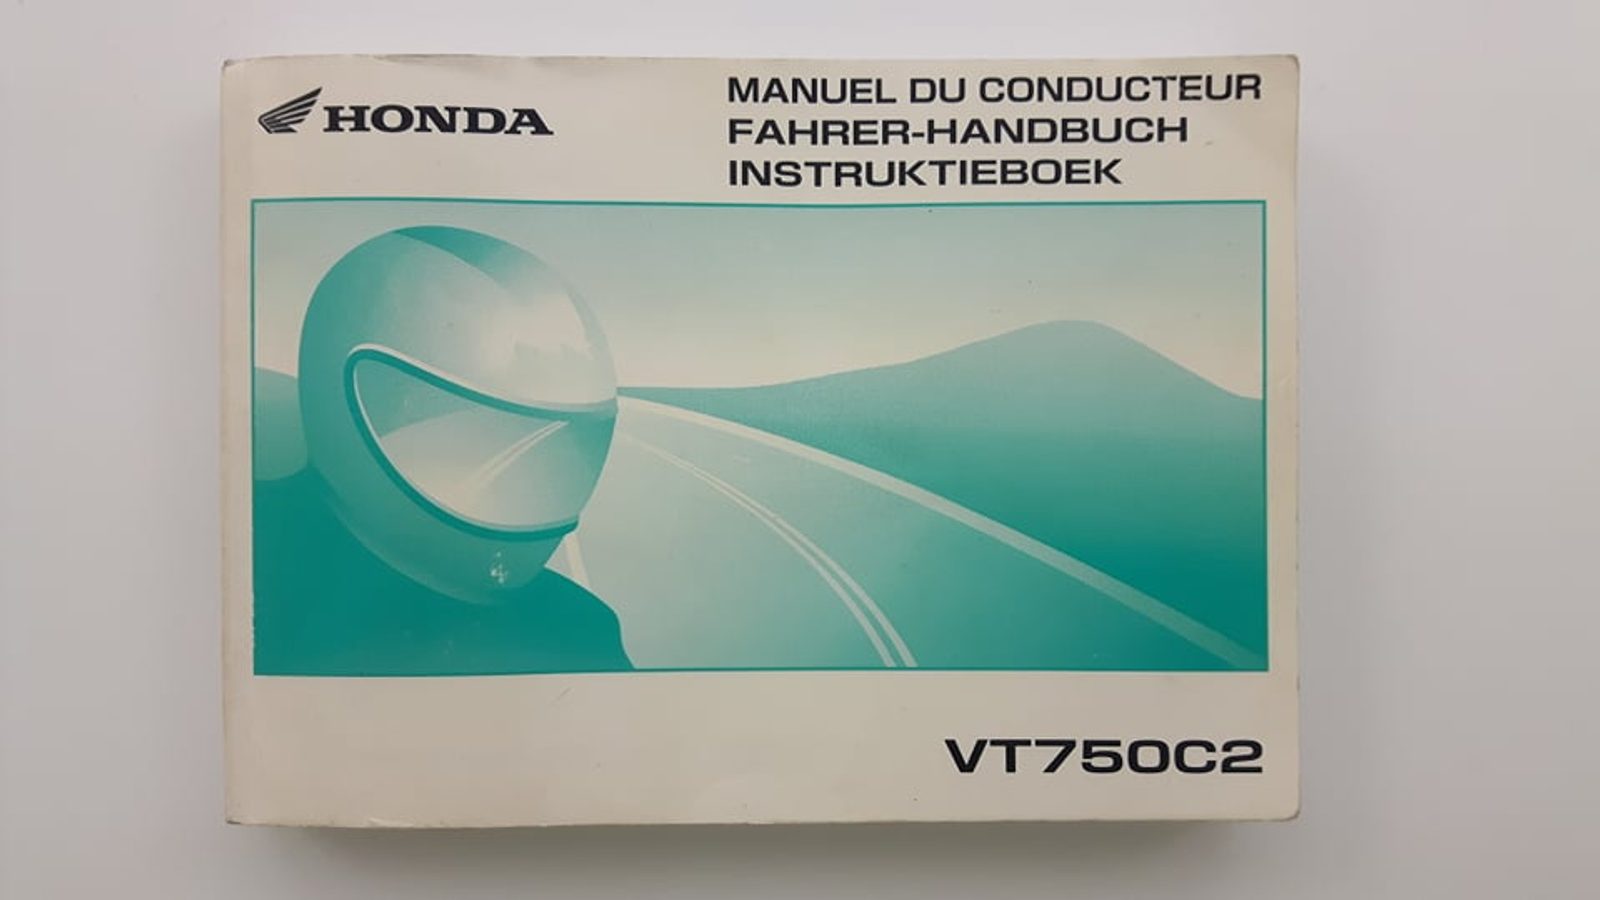 HONDA
MANUEL DU CONDUCTEUR
FAHRER-HANDBUCH
INSTRUKTIEBOEK
VT750C2